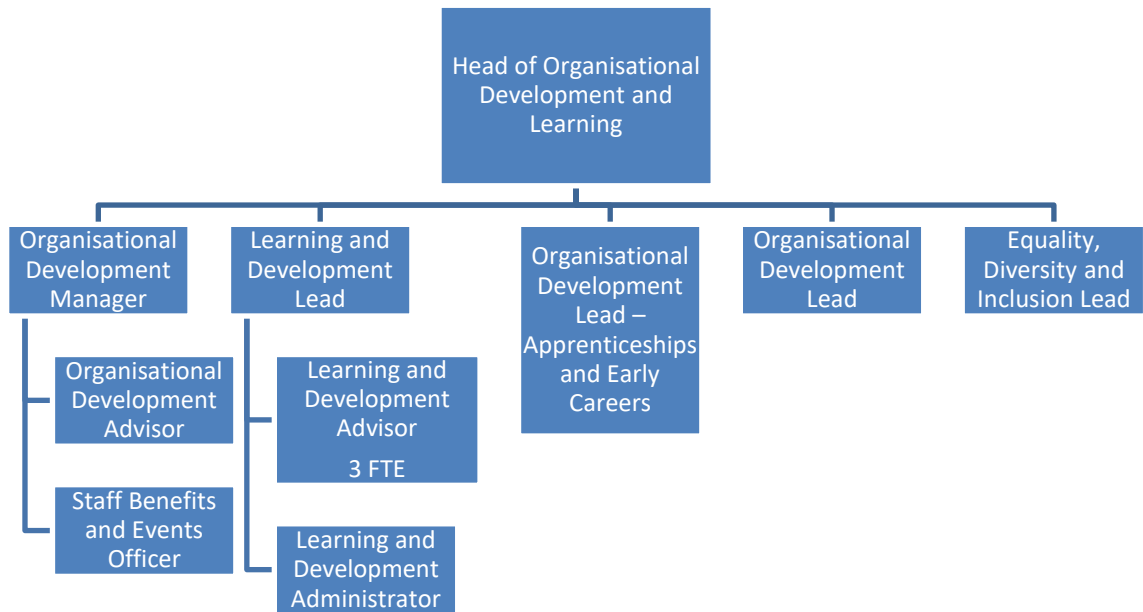 Head of Organisational
Development and
Learning
Organisational
Development
Manager
Learning and
Development
Lead
Organisational
Development
Lead –
Apprenticeships
and Early
Careers
Organisational
Development
Lead
Equality,
Diversity and
Inclusion Lead
Organisational
Development
Advisor
Learning and
Development
Advisor
3 FTE
Staff Benefits
and Events
Officer
Learning and
Development
Administrator